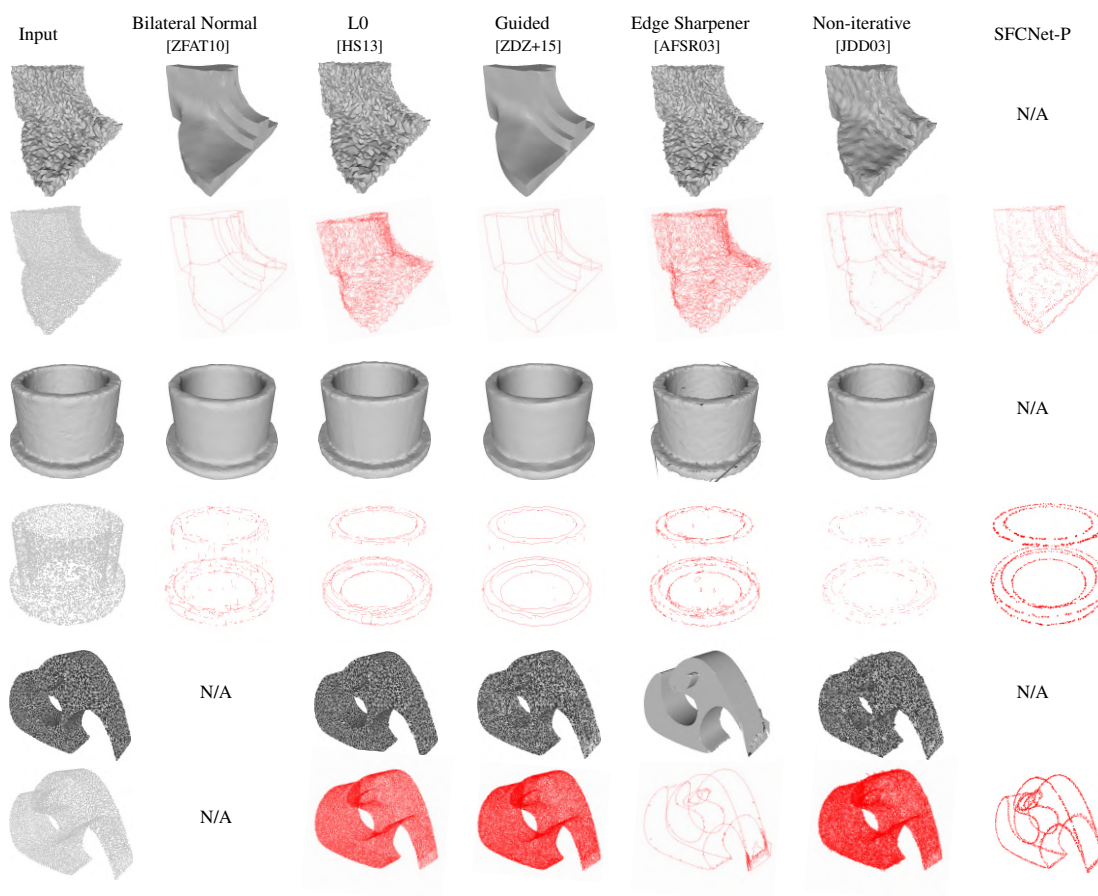 Input
Bilateral Normal
[ZFAT10]
L0
[HS13]
Guided
[ZDZ+15]
Edge Sharpener
[AFSR03]
Non-iterative
[JDD03]
SFCNet-P
N/A
N/A
N/A
N/A
N/A